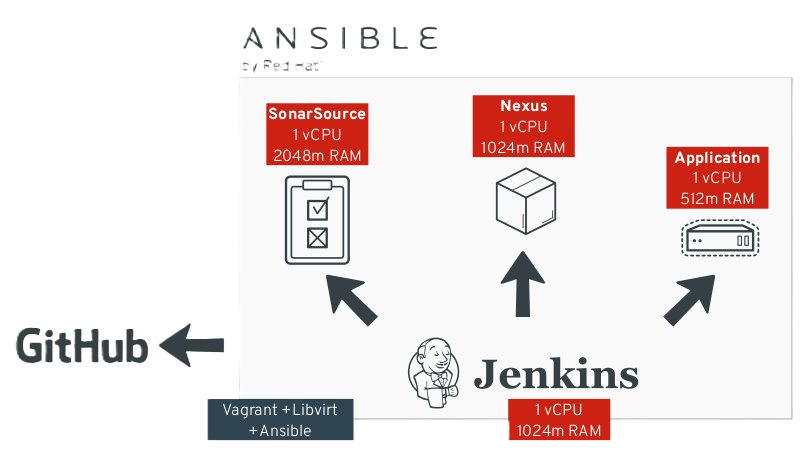 ANSIBLE
by Red Hat
SonarSource
1 vCPU
2048m RAM
Nexus
1 vCPU
1024m RAM
Application
1 vCPU
512m RAM
GitHub
Jenkins
Vagrant +Libvirt
+Ansible
1 vCPU
1024m RAM